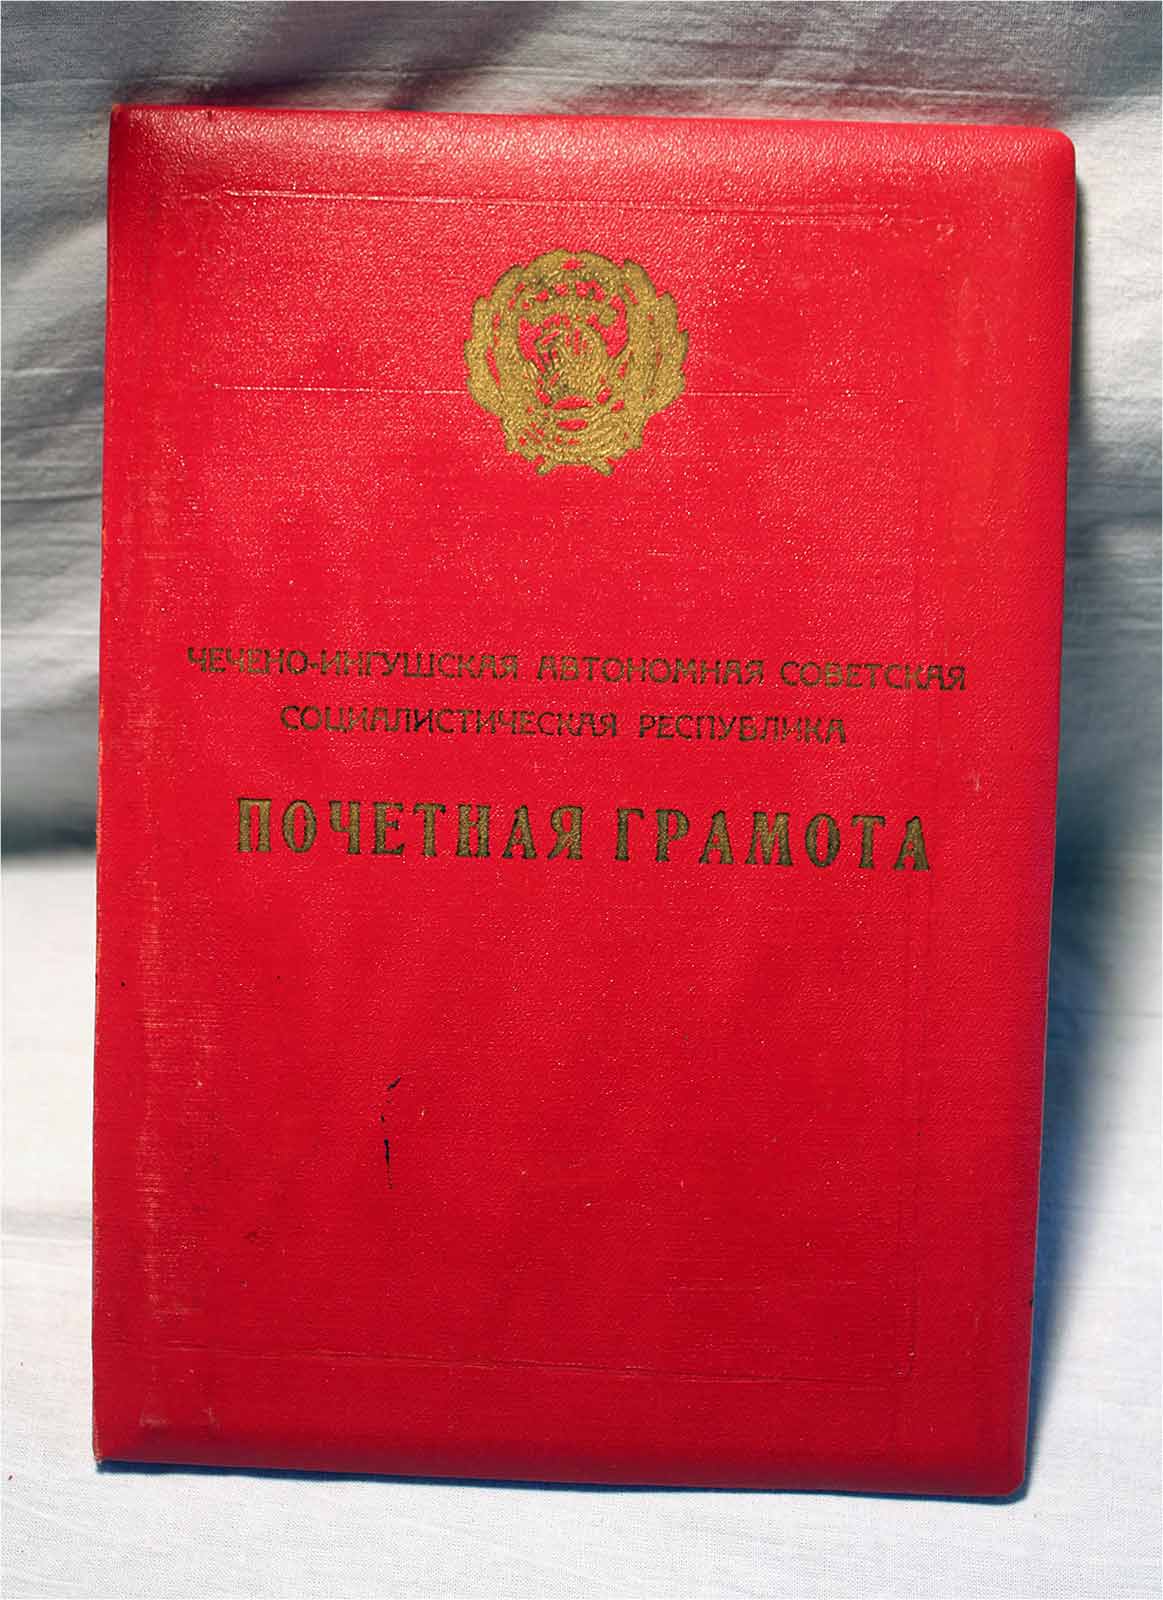 ЧЕЧЕНО-ИНГУШСКАЯ АВТОНОМНАЯ СОВЕТСКАЯ
СОЦИАЛИСТИЧЕСКАЯ РЕСПУБЛИКА
ПОЧЕТНАЯ ГРАМОТА